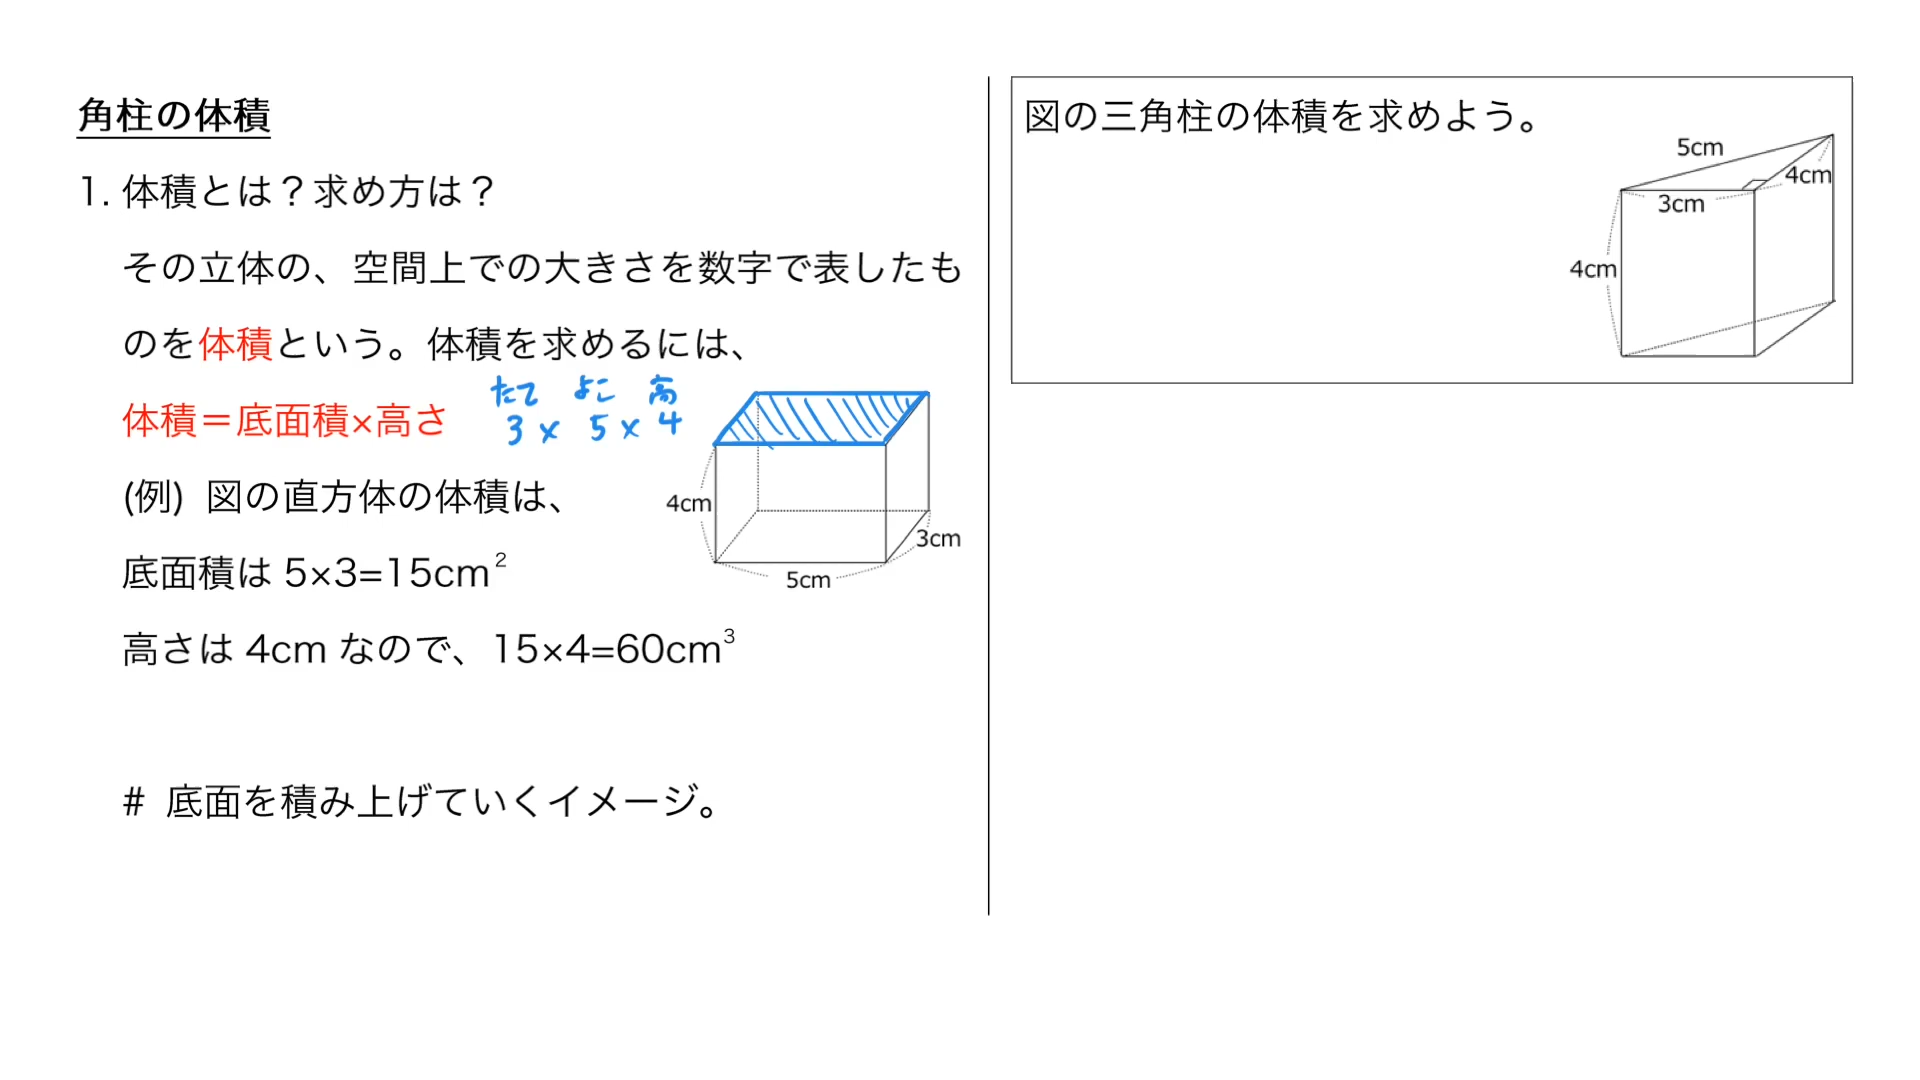 角柱の体積
1. 体積とは？求め方は？
その立体の、空間上での大きさを数字で表したも
のを体積という。体積を求めるには、
たて よこ 高
体積＝底面積×高さ 3 × 5 × 4
(例) 図の直方体の体積は、
4cm
3cm
5cm
底面積は 5×3=15cm²
高さは 4cm なので、15×4=60cm³
# 底面を積み上げていくイメージ。
図の三角柱の体積を求めよう。
5cm
4cm
3cm
4cm